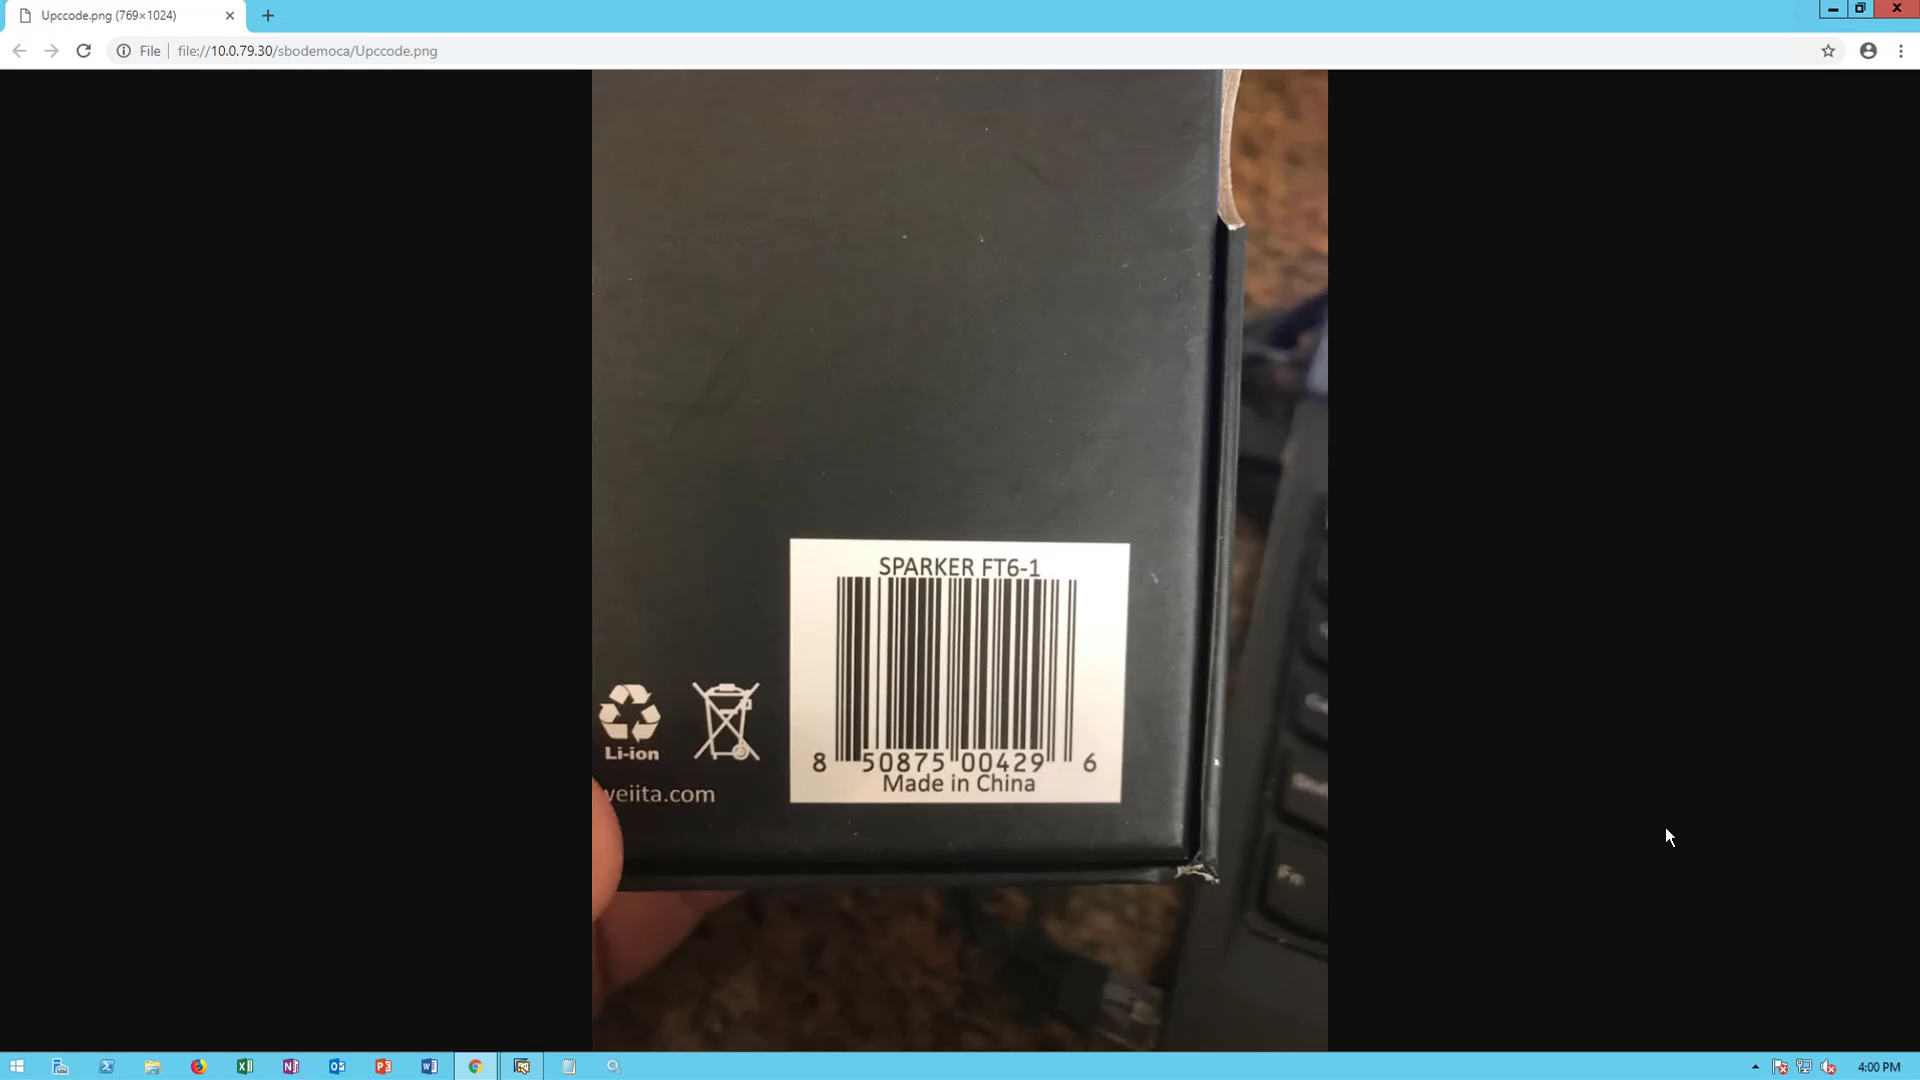 Upccode.png (769×1024)
File
file://10.0.79.30/sbodemoca/Upccode.png
SPARKER FT6-1
8 50875 00429 6
Made in China
Li-ion
veiita.com
Fn
4:00 PM